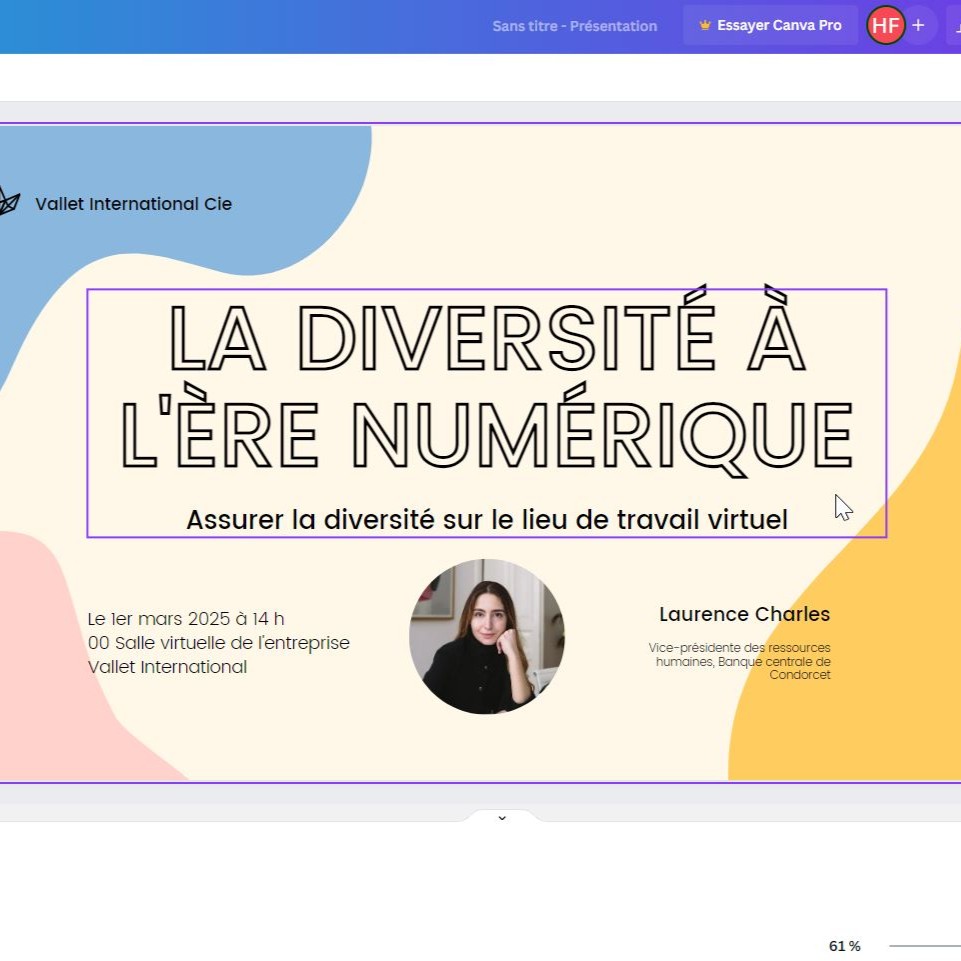 Sans titre - Présentation
Essayer Canva Pro
HF
+
Vallet International Cie
LA DIVERSITÉ À
L'ÈRE NUMÉRIQUE
Assurer la diversité sur le lieu de travail virtuel
Le 1er mars 2025 à 14 h
00 Salle virtuelle de l'entreprise
Vallet International
Laurence Charles
Vice-présidente des ressources
humaines, Banque centrale de
Condorcet
61 %